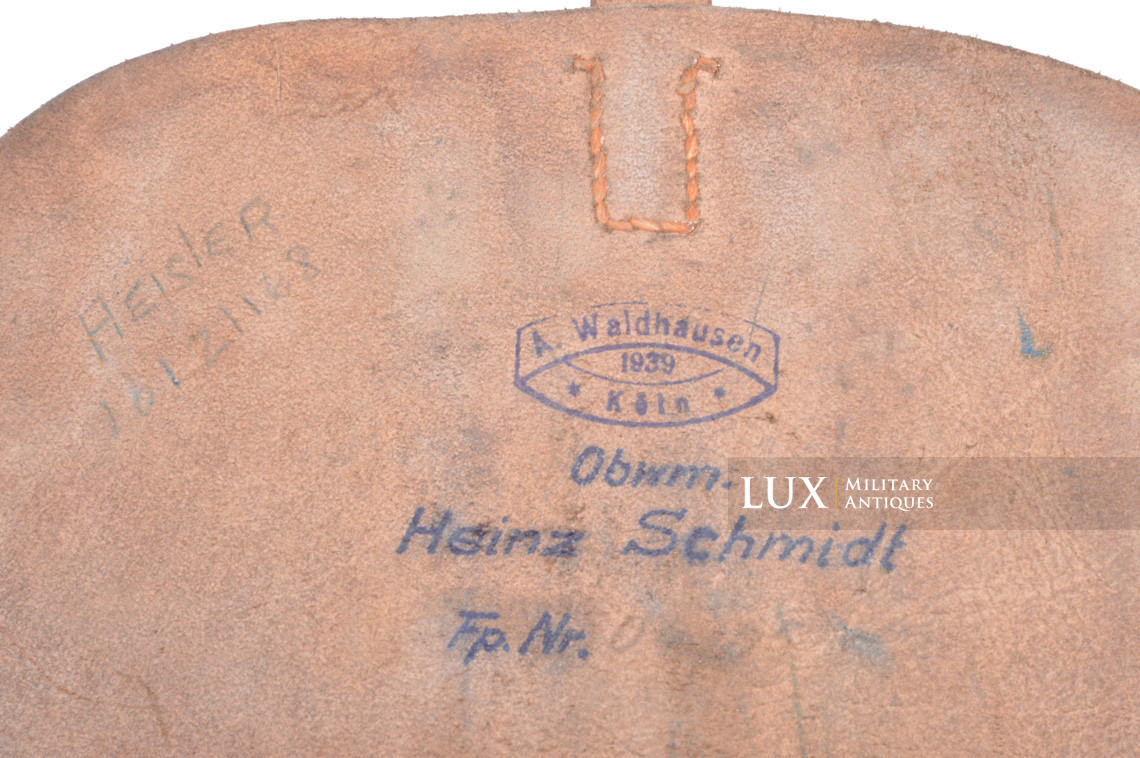 Heisler
A. Waldhausen
1939
* Köln *
Obwm.
LUX MILITARY ANTIQUES
Heinz Schmidt
Fp. Nr.